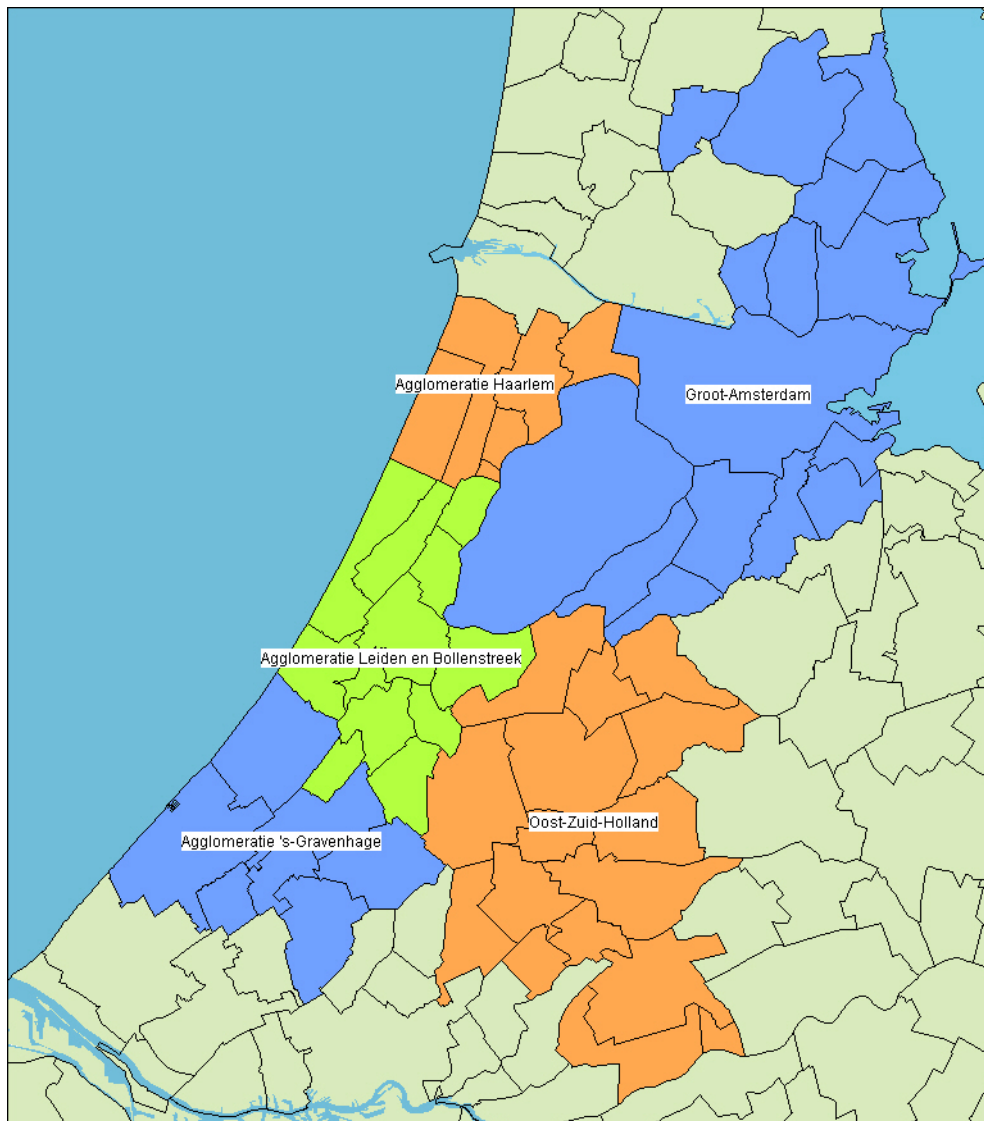 Agglomeratie Haarlem
Groot-Amsterdam
Agglomeratie Leiden en Bollenstreek
Oost-Zuid-Holland
Agglomeratie 's-Gravenhage